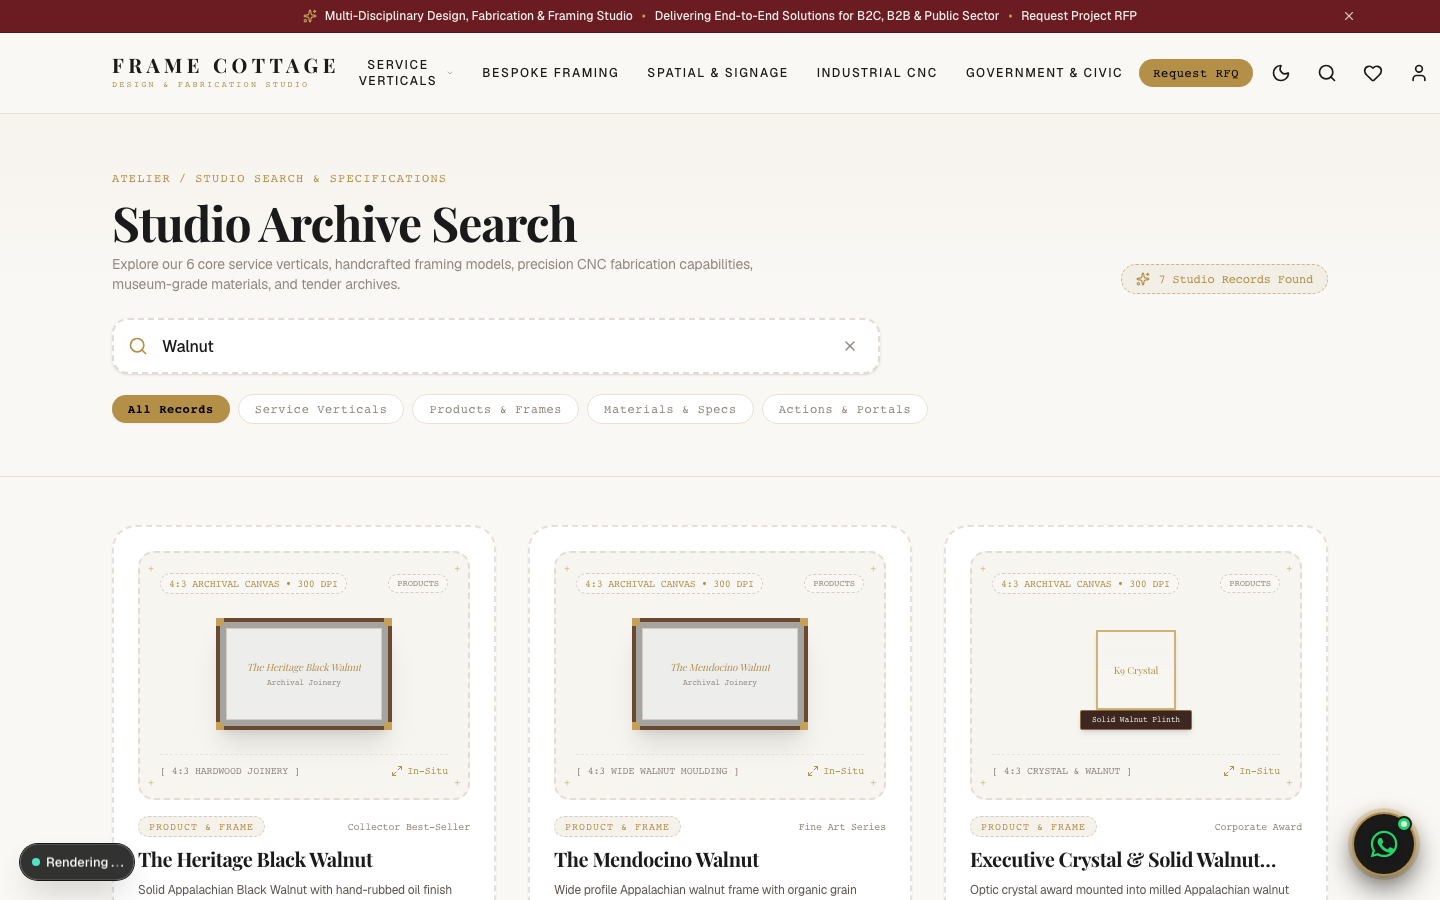 Multi-Disciplinary Design, Fabrication & Framing Studio • Delivering End-to-End Solutions for B2C, B2B & Public Sector • Request Project RFP
FRAME COTTAGE
DESIGN & FABRICATION STUDIO
SERVICE
VERTICALS
BESPOKE FRAMING
SPATIAL & SIGNAGE
INDUSTRIAL CNC
GOVERNMENT & CIVIC
Request RFQ
ATELIER / STUDIO SEARCH & SPECIFICATIONS
Studio Archive Search
Explore our 6 core service verticals, handcrafted framing models, precision CNC fabrication capabilities,
museum-grade materials, and tender archives.
7 Studio Records Found
Walnut
All Records
Service Verticals
Products & Frames
Materials & Specs
Actions & Portals
4:3 ARCHIVAL CANVAS • 300 DPI
PRODUCTS
The Heritage Black Walnut
Archival Joinery
[ 4:3 HARDWOOD JOINERY ]
In-Situ
PRODUCT & FRAME
Collector Best-Seller
The Heritage Black Walnut
Solid Appalachian Black Walnut with hand-rubbed oil finish
4:3 ARCHIVAL CANVAS • 300 DPI
PRODUCTS
The Mendocino Walnut
Archival Joinery
[ 4:3 WIDE WALNUT MOULDING ]
In-Situ
PRODUCT & FRAME
Fine Art Series
The Mendocino Walnut
Wide profile Appalachian walnut frame with organic grain
4:3 ARCHIVAL CANVAS • 300 DPI
PRODUCTS
K9 Crystal
Solid Walnut Plinth
[ 4:3 CRYSTAL & WALNUT ]
In-Situ
PRODUCT & FRAME
Corporate Award
Executive Crystal & Solid Walnut...
Optic crystal award mounted into milled Appalachian walnut
Rendering ...